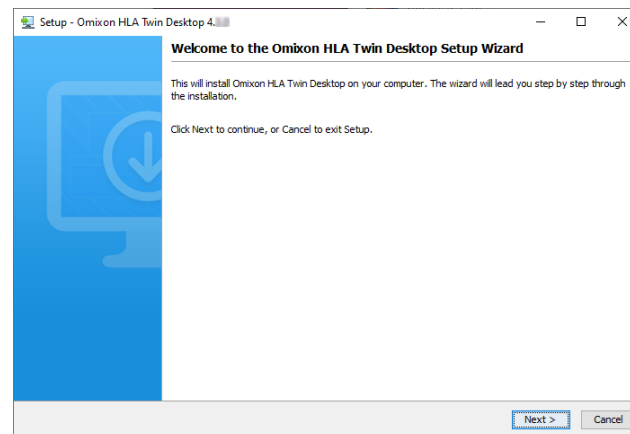 Setup - Omixon HLA Twin Desktop 4.
Welcome to the Omixon HLA Twin Desktop Setup Wizard
This will install Omixon HLA Twin Desktop on your computer. The wizard will lead you step by step through
the installation.
Click Next to continue, or Cancel to exit Setup.
Next >
Cancel